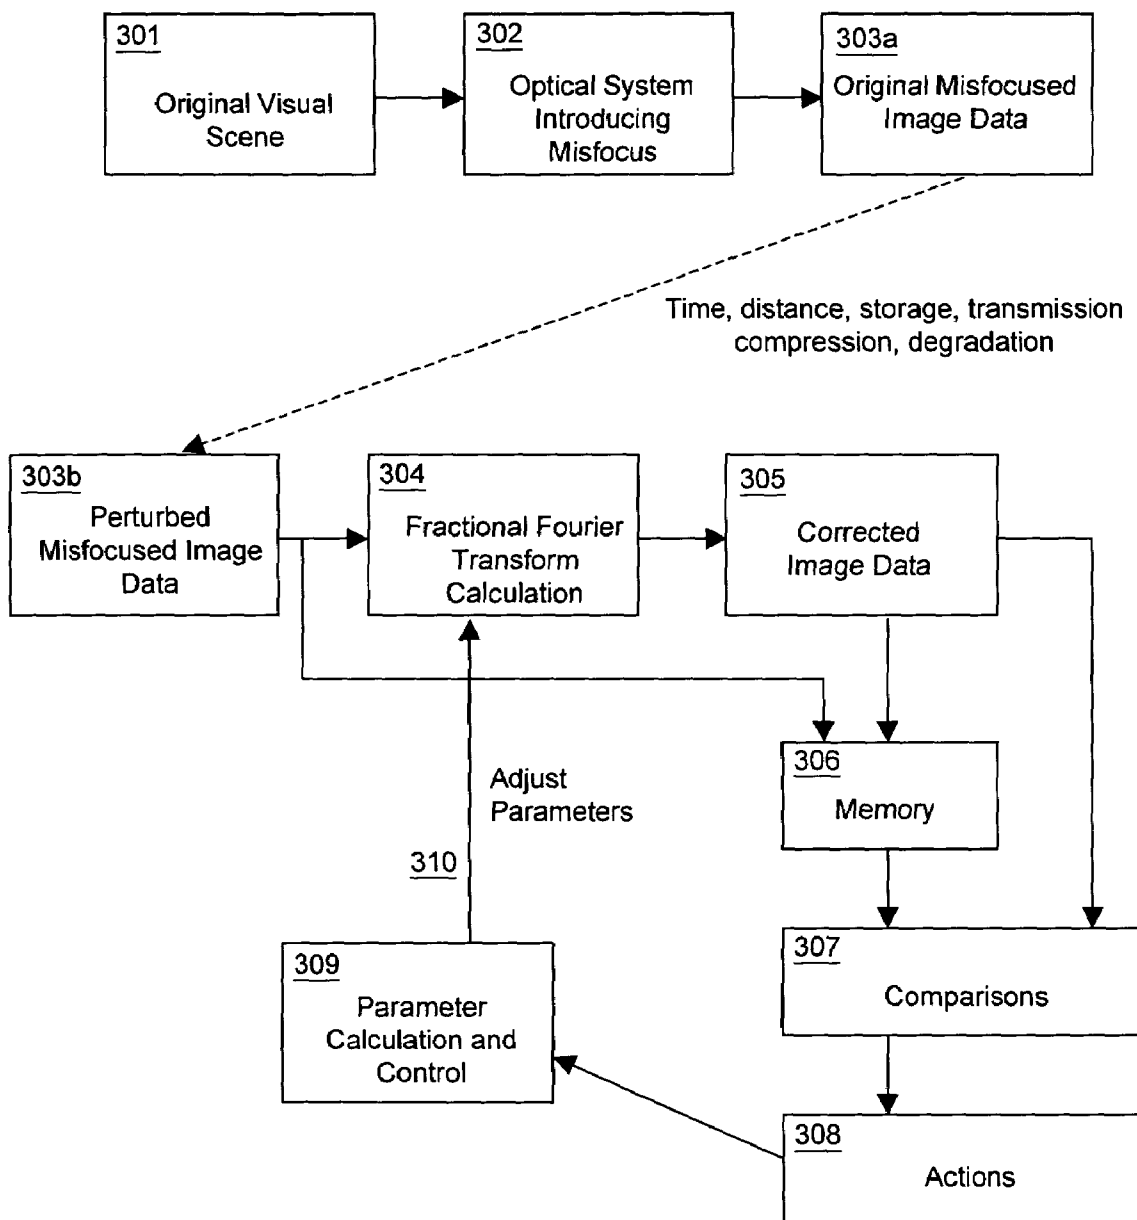 301
Original Visual
Scene
302
Optical System
Introducing
Misfocus
303a
Original Misfocused
Image Data
Time, distance, storage, transmission
compression, degradation
303b
Perturbed
Misfocused Image
Data
304
Fractional Fourier
Transform
Calculation
305
Corrected
Image Data
306
Memory
Adjust
Parameters
310
307
Comparisons
309
Parameter
Calculation and
Control
308
Actions